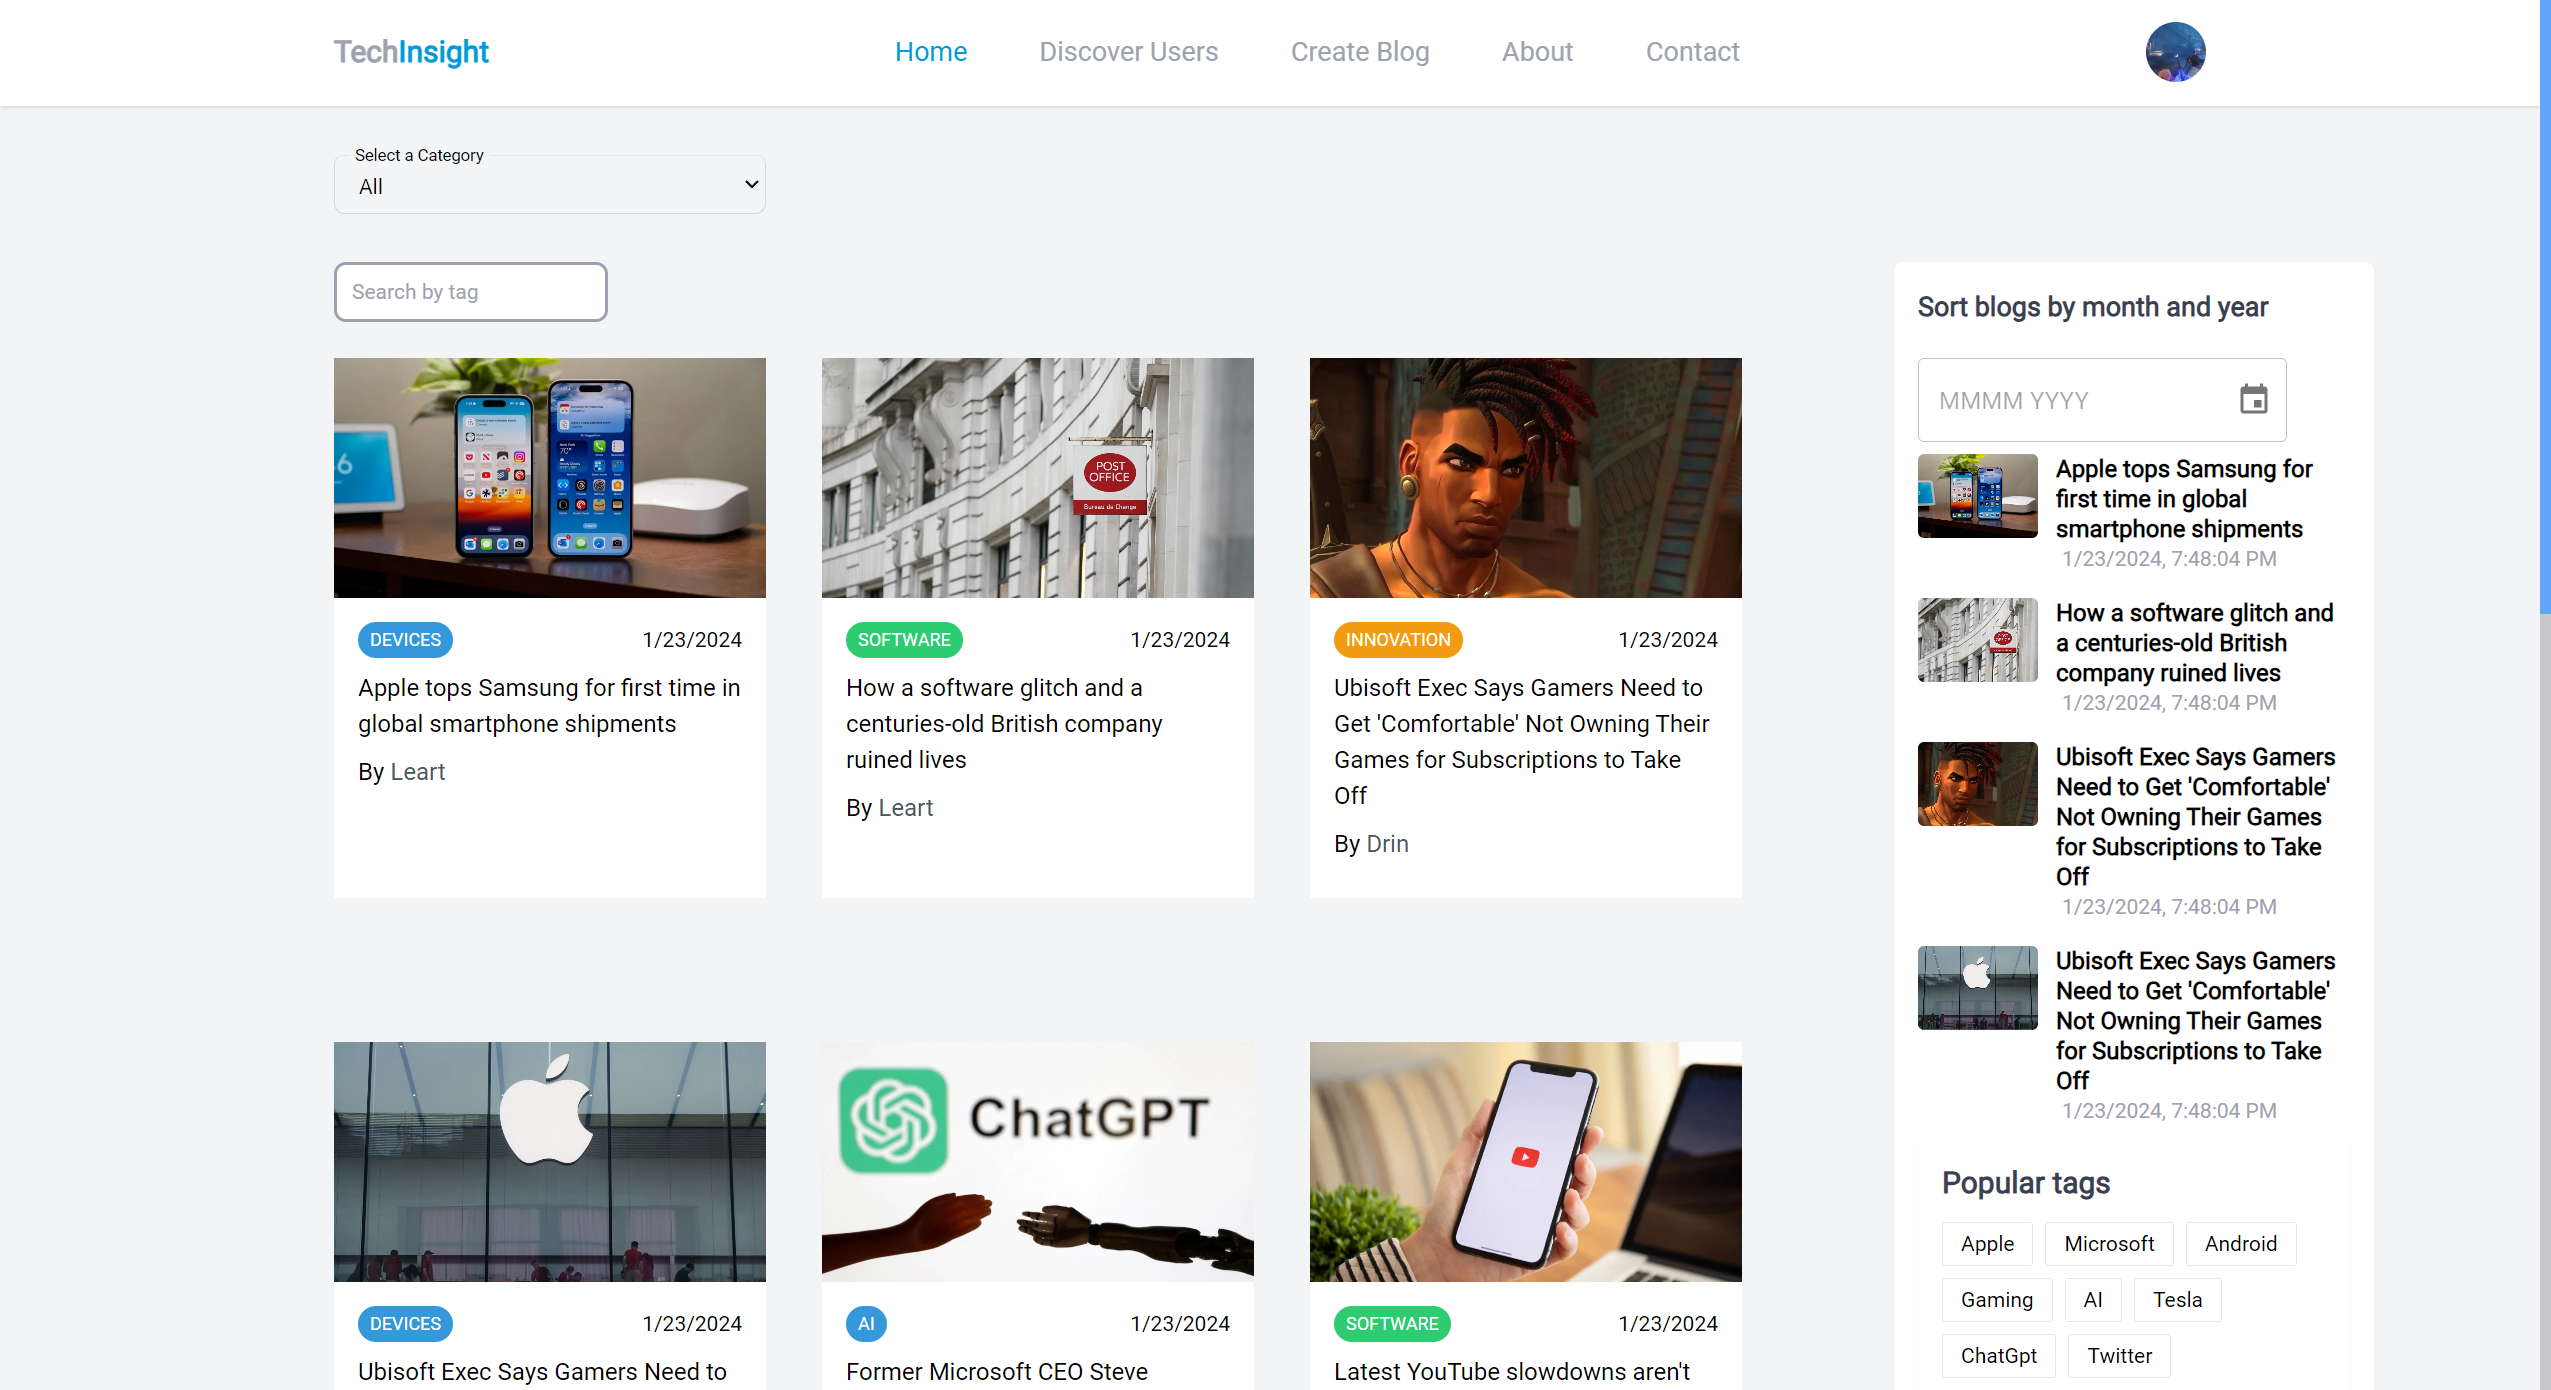 TechInsight
Home
Discover Users
Create Blog
About
Contact
Select a Category
All
Search by tag
POST
OFFICE
Bureau de Change
DEVICES
1/23/2024
Apple tops Samsung for first time in
global smartphone shipments
By Leart
SOFTWARE
1/23/2024
How a software glitch and a
centuries-old British company
ruined lives
By Leart
INNOVATION
1/23/2024
Ubisoft Exec Says Gamers Need to
Get 'Comfortable' Not Owning Their
Games for Subscriptions to Take
Off
By Drin
ChatGPT
DEVICES
1/23/2024
Ubisoft Exec Says Gamers Need to
AI
1/23/2024
Former Microsoft CEO Steve
SOFTWARE
1/23/2024
Latest YouTube slowdowns aren't
Sort blogs by month and year
MMMM YYYY
Apple tops Samsung for
first time in global
smartphone shipments
1/23/2024, 7:48:04 PM
How a software glitch and
a centuries-old British
company ruined lives
1/23/2024, 7:48:04 PM
Ubisoft Exec Says Gamers
Need to Get 'Comfortable'
Not Owning Their Games
for Subscriptions to Take
Off
1/23/2024, 7:48:04 PM
Ubisoft Exec Says Gamers
Need to Get 'Comfortable'
Not Owning Their Games
for Subscriptions to Take
Off
1/23/2024, 7:48:04 PM
Popular tags
Apple
Microsoft
Android
Gaming
AI
Tesla
ChatGpt
Twitter